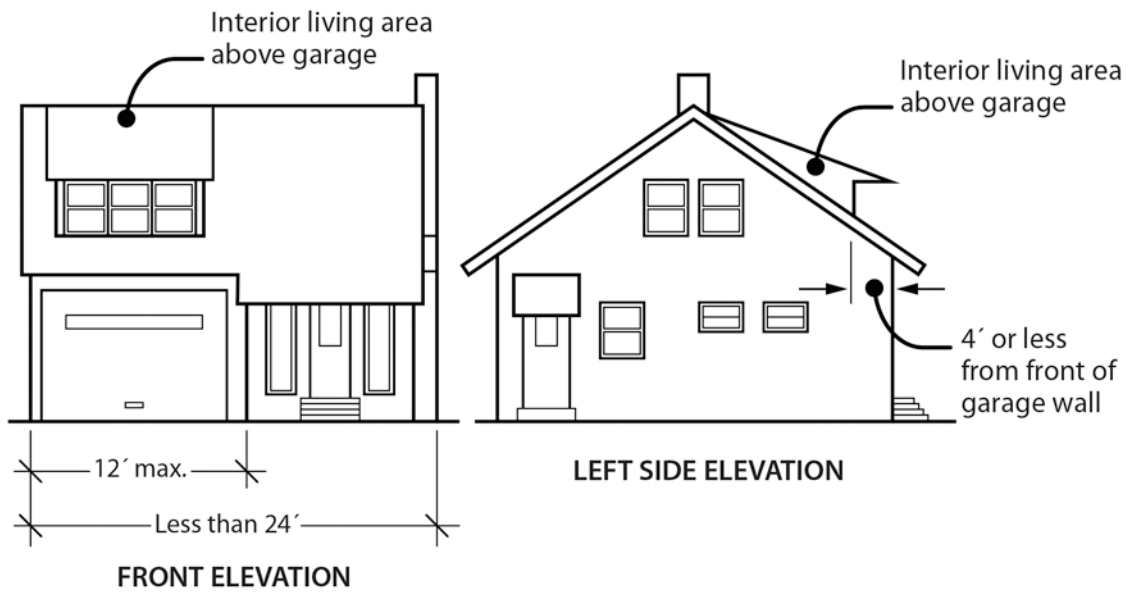 Interior living area
above garage
12´ max.
Less than 24´
FRONT ELEVATION
Interior living area
above garage
4´ or less
from front of
garage wall
LEFT SIDE ELEVATION